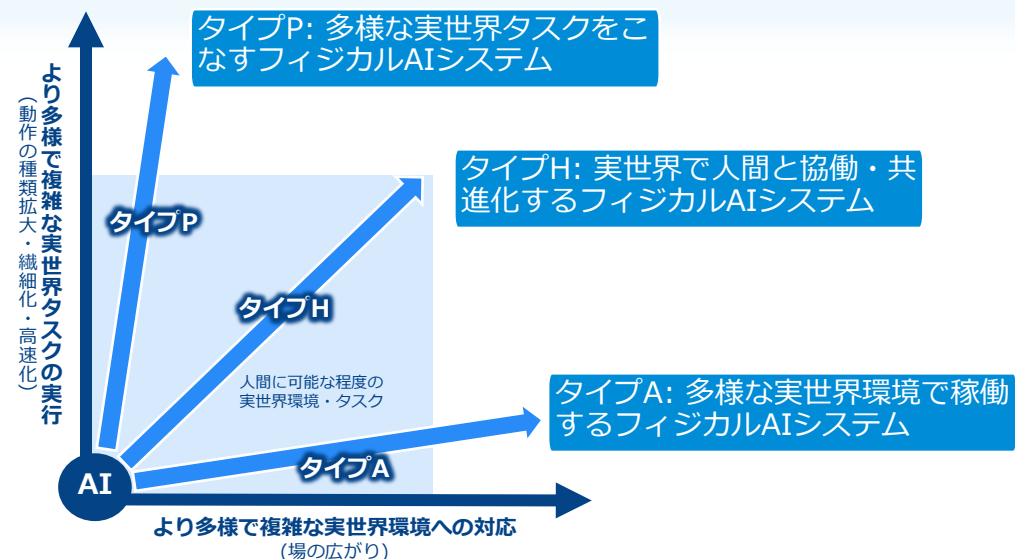 タイプP: 多様な実世界タスクをこ
なすフィジカルAIシステム
より多様で複雑な実世界タスクの実行
（動作の種類拡大・繊細化・高速化）
タイプH: 実世界で人間と協働・共
進化するフィジカルAIシステム
タイプP
タイプH
人間に可能な程度の
実世界環境・タスク
タイプA: 多様な実世界環境で稼働
するフィジカルAIシステム
タイプA
AI
より多様で複雑な実世界環境への対応
（場の広がり）